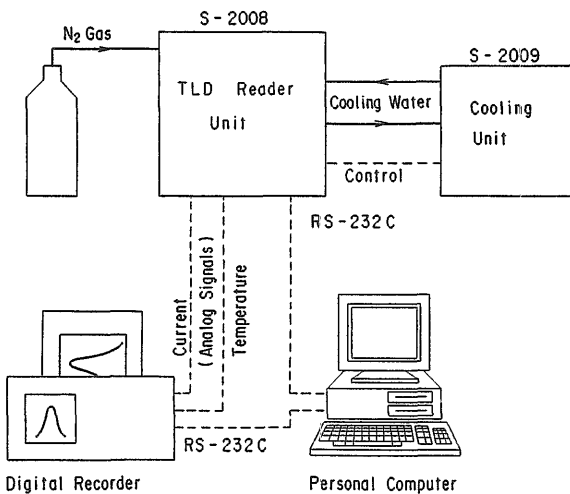 S-2008
N2 Gas
S-2009
TLD Reader
Unit
Cooling Water
Cooling
Unit
Control
RS-232C
Current
(Analog Signals)
Temperature
RS-232C
Digital Recorder
Personal Computer